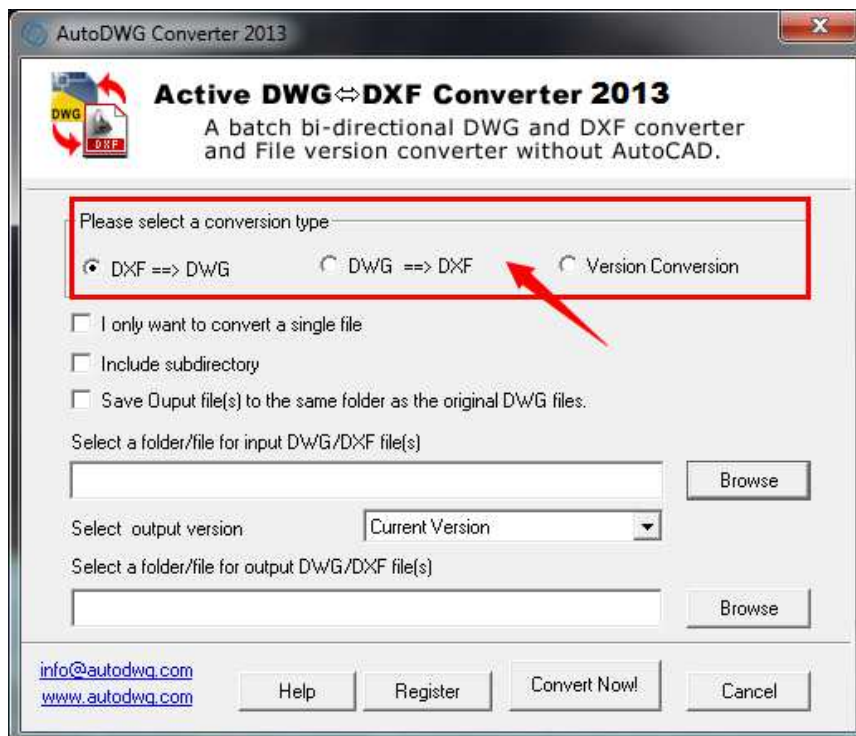 AutoDWG Converter 2013
Active DWG⇔DXF Converter 2013
A batch bi-directional DWG and DXF converter
and File version converter without AutoCAD.
DWG
DXF
Please select a conversion type
DXF ==> DWG
DWG ==> DXF
Version Conversion
I only want to convert a single file
Include subdirectory
Save Ouput file(s) to the same folder as the original DWG files.
Select a folder/file for input DWG/DXF file(s)
Browse
Select output version
Current Version
Select a folder/file for output DWG/DXF file(s)
Browse
info@autodwg.com
www.autodwg.com
Help
Register
Convert Now!
Cancel